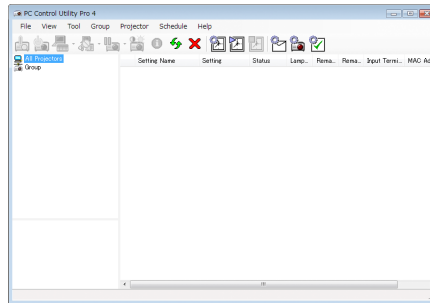 PC Control Utility Pro 4
File View Tool Group Projector Schedule Help
All Projectors
Group
Setting Name Setting Status Lamp... Rema... Rema... Input Termi... MAC Ad